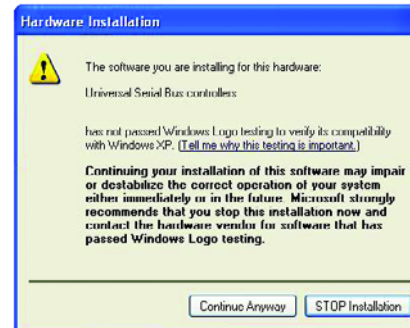 Hardware Installation
The software you are installing for this hardware:
Universal Serial Bus controllers
has not passed Windows Logo testing to verify its compatibility
with Windows XP. (Tell me why this testing is important.)
Continuing your installation of this software may impair
or destabilize the correct operation of your system
either immediately or in the future. Microsoft strongly
recommends that you stop this installation now and
contact the hardware vendor for software that has
passed Windows Logo testing.
Continue Anyway
STOP Installation